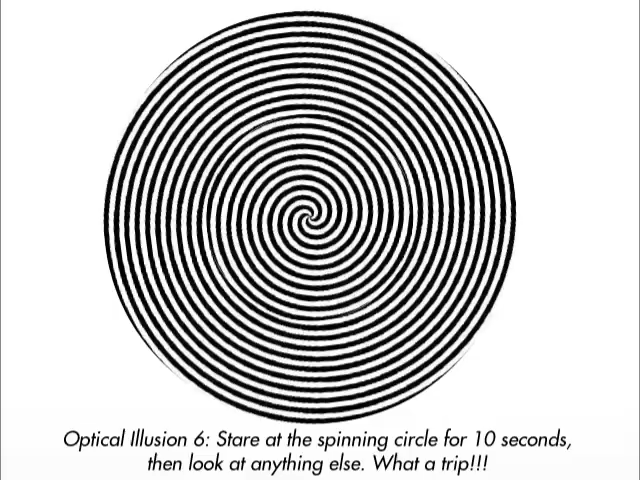 Optical Illusion 6: Stare at the spinning circle for 10 seconds,
then look at anything else. What a trip!!!